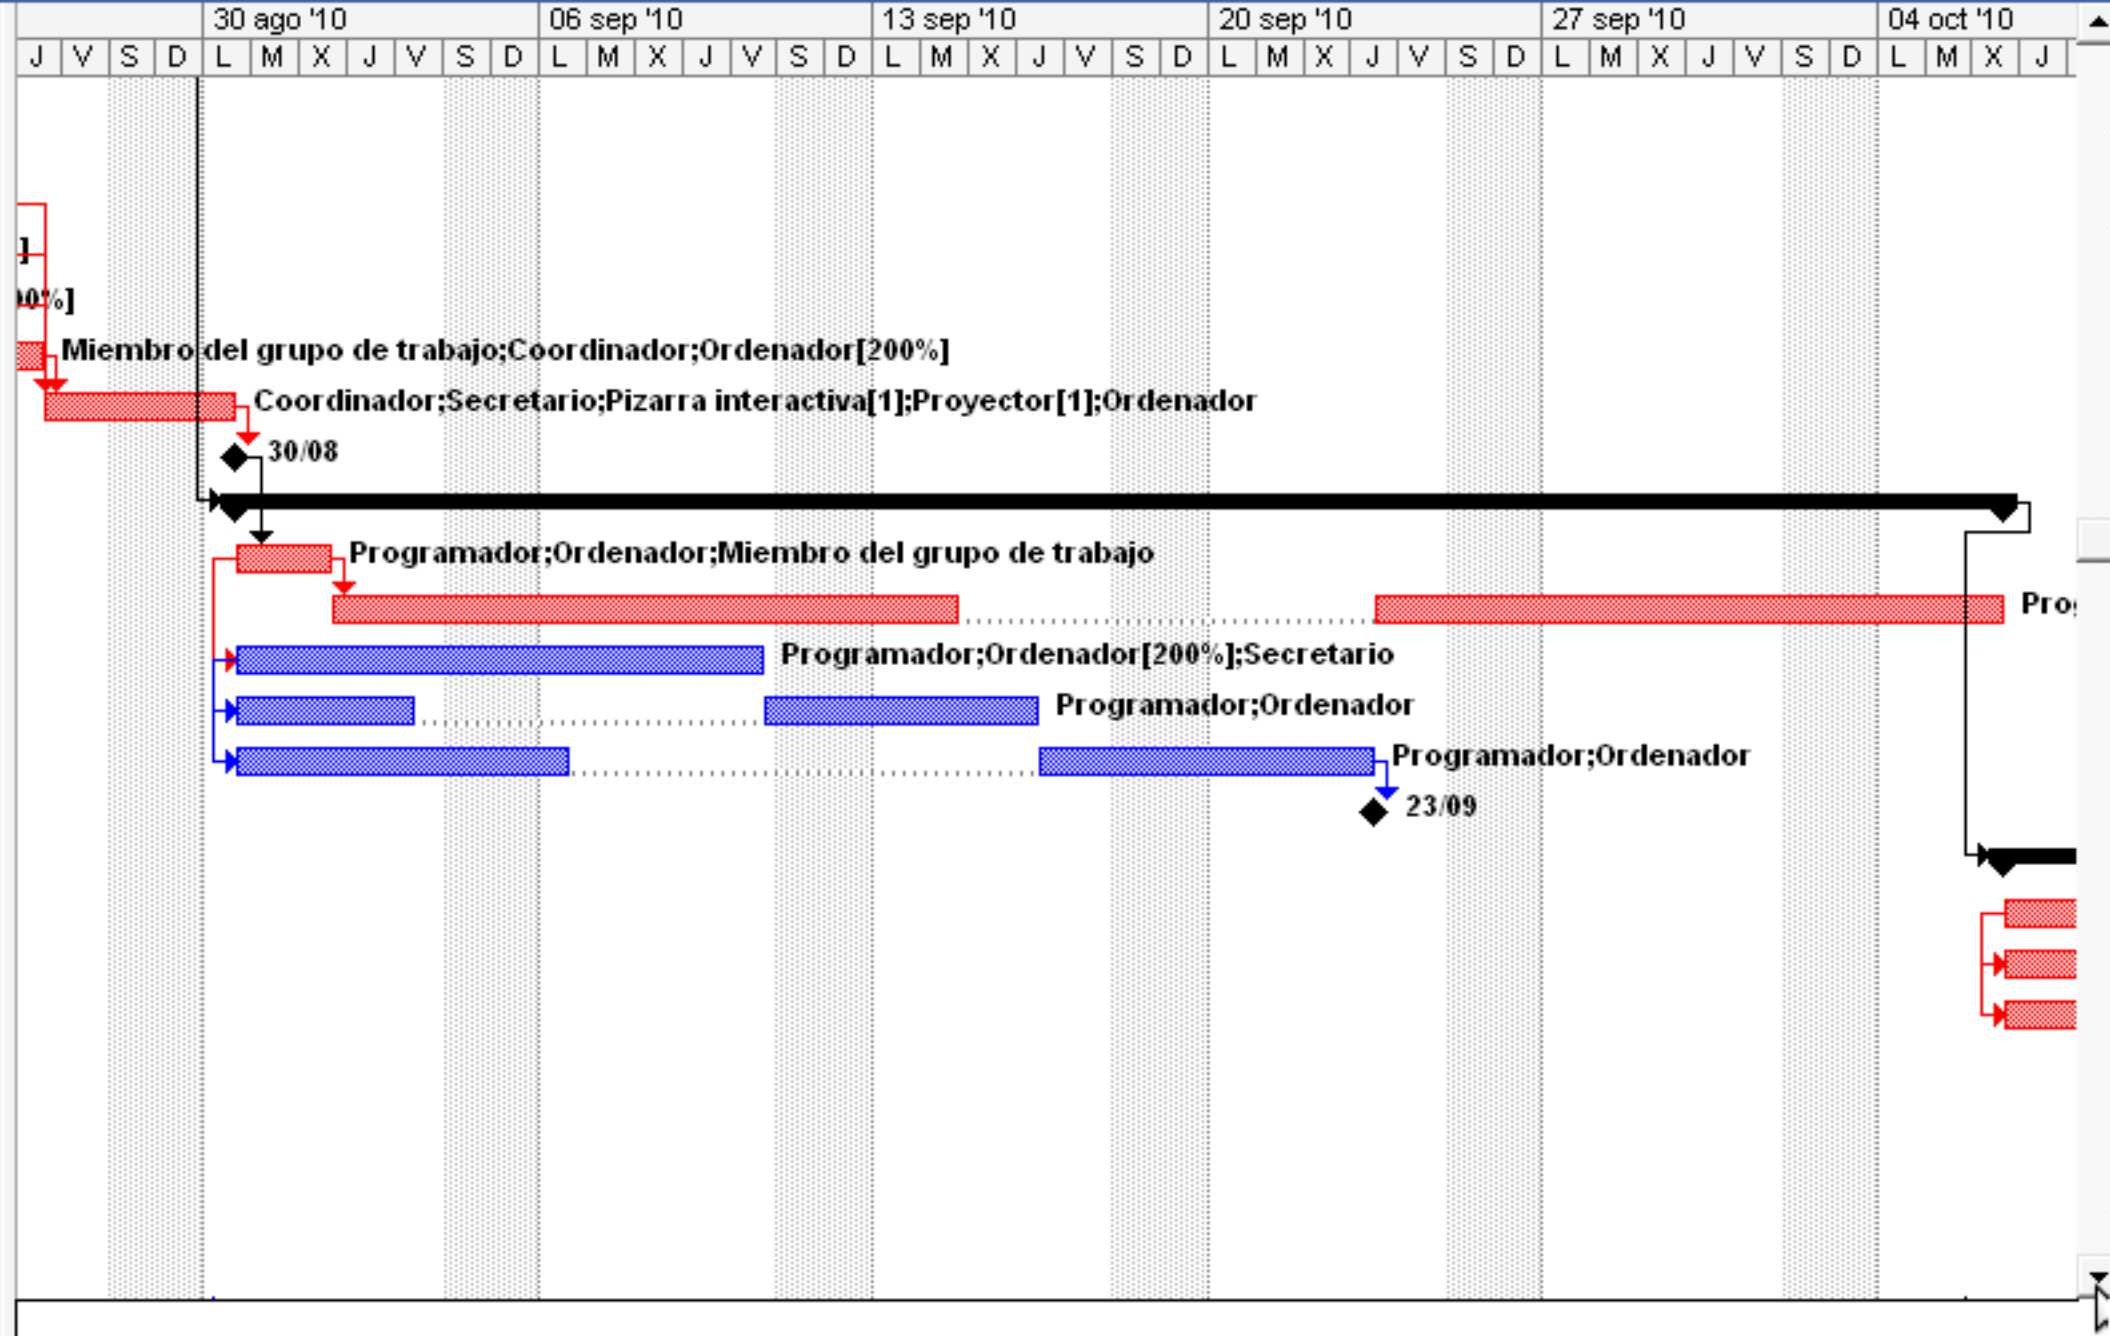 30 ago '10 06 sep '10 13 sep '10 20 sep '10 27 sep '10 04 oct '10
J V S D L M X J V S D L M X J V S D L M X J V S D L M X J V S D L M X J V S D L M X J
]
00%]
Miembro del grupo de trabajo;Coordinador;Ordenador[200%]
Coordinador;Secretario;Pizarra interactiva[1];Proyector[1];Ordenador
30/08
Programador;Ordenador;Miembro del grupo de trabajo
Programador;Ordenador[200%];Secretario
Programador;Ordenador
Programador;Ordenador
23/09